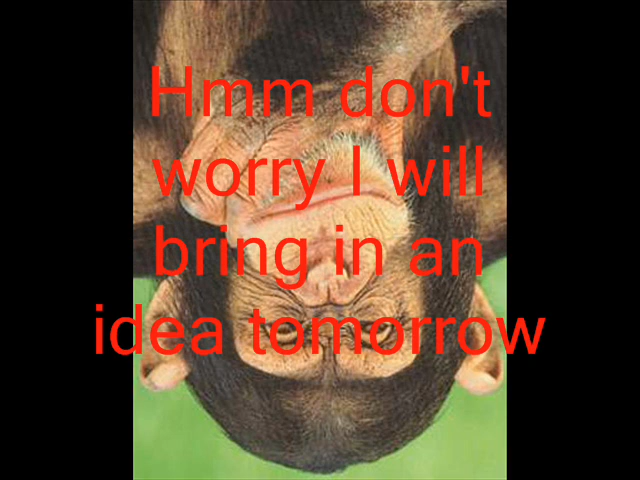 Hmm don't
worry I will
bring in an
idea tomorrow